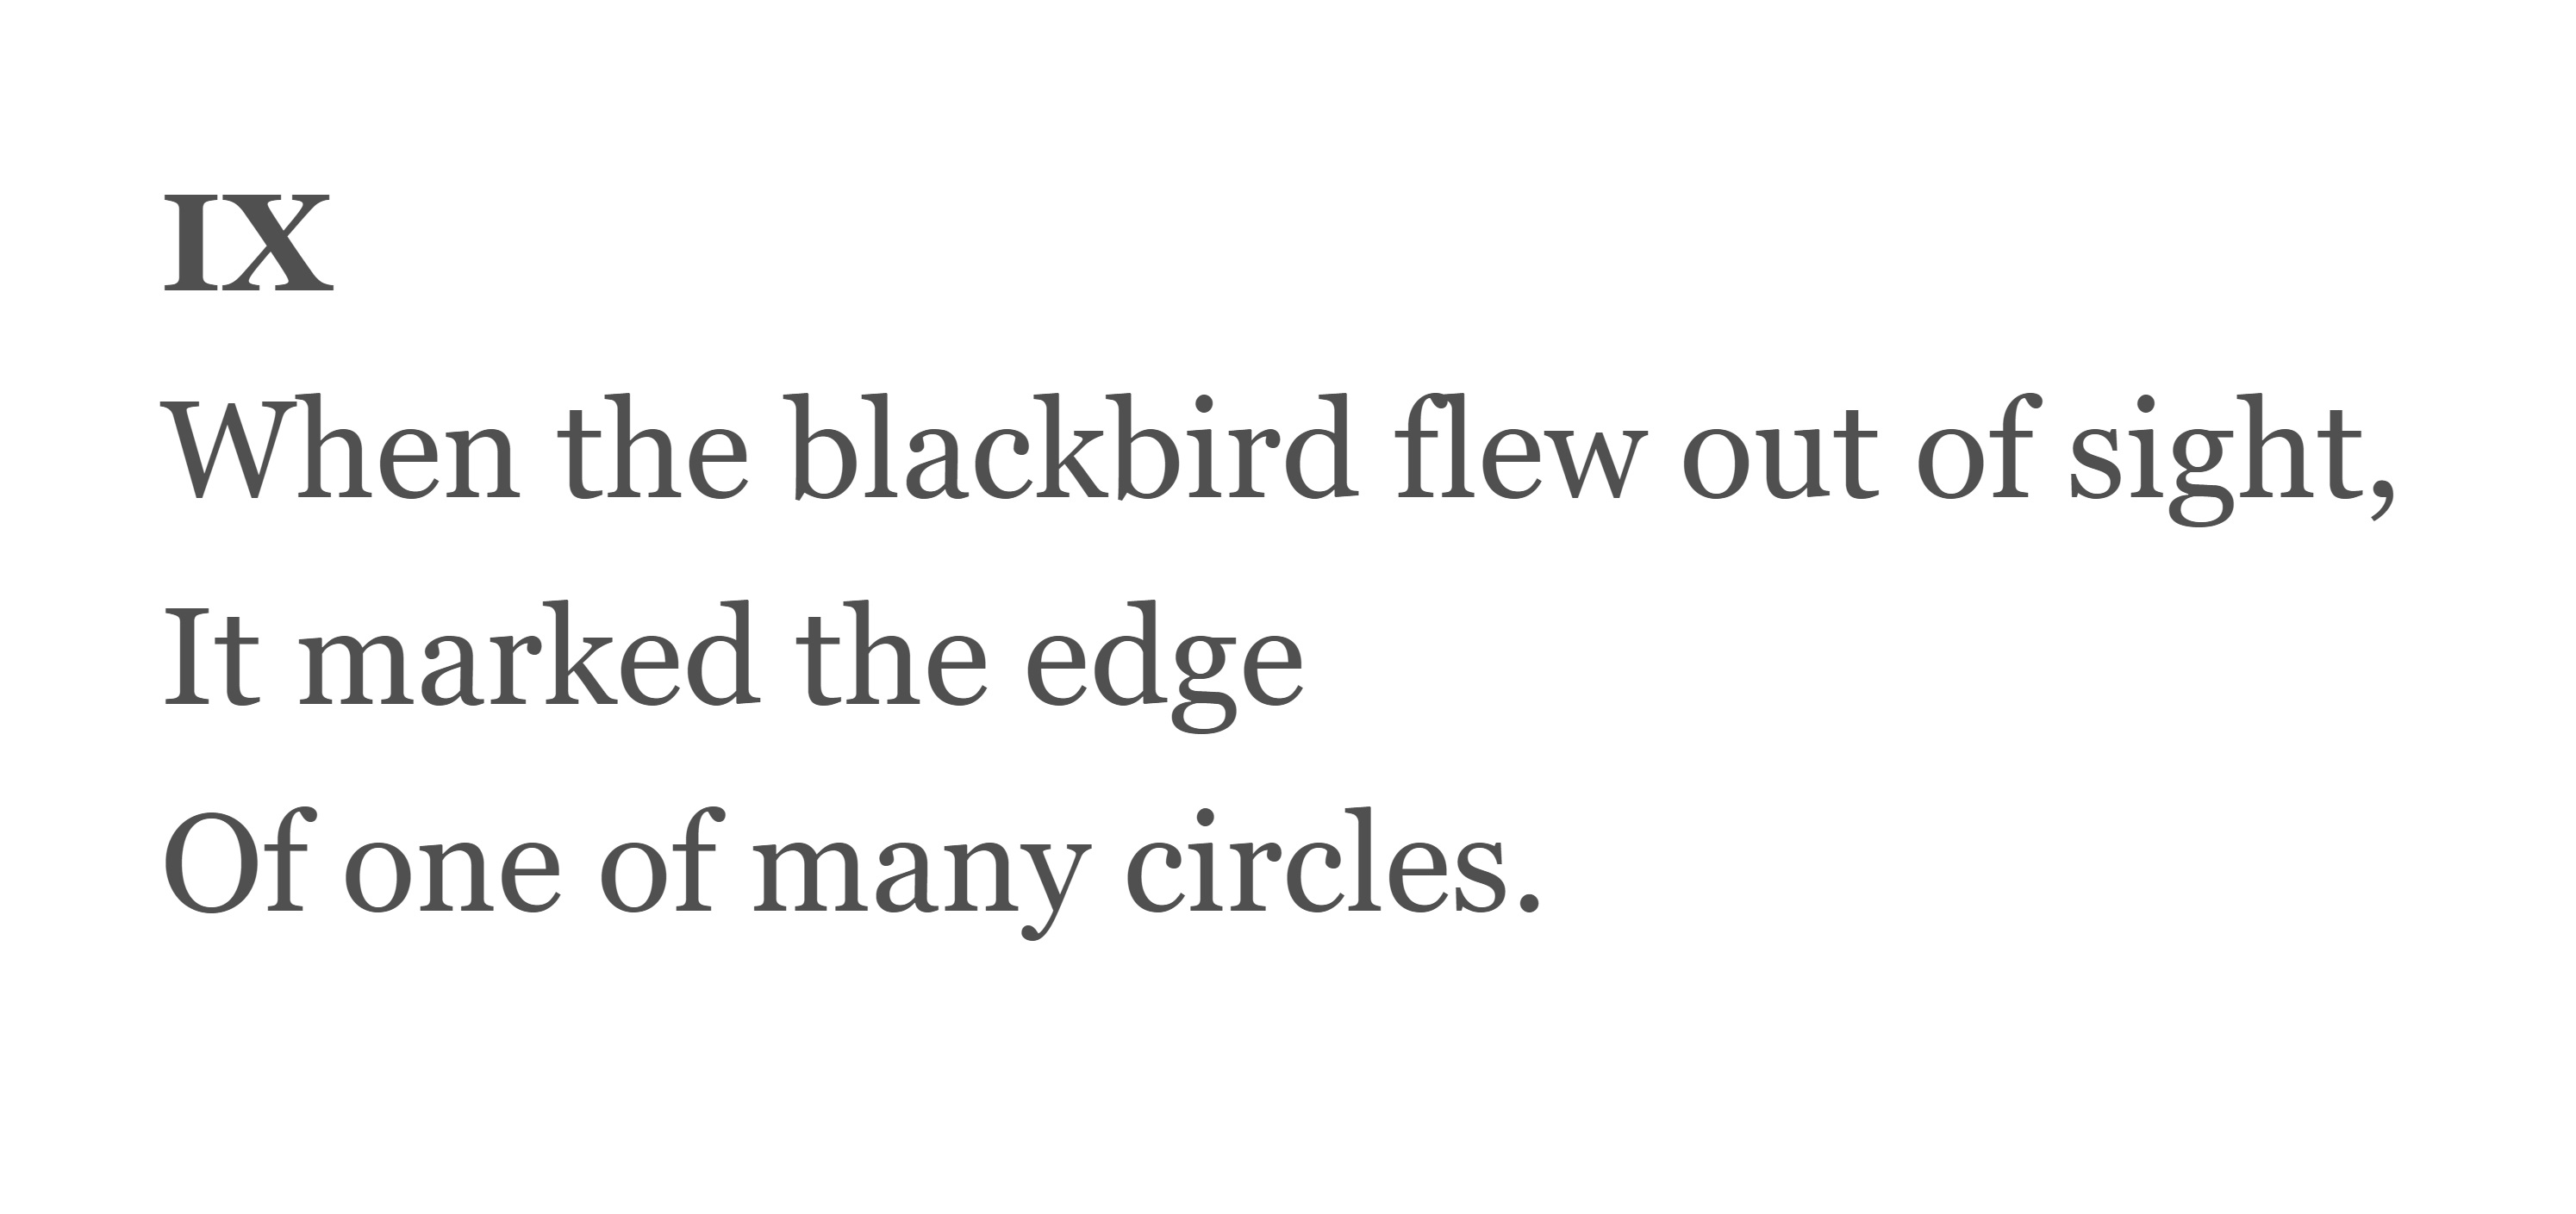 IX
When the blackbird flew out of sight,
It marked the edge
Of one of many circles.